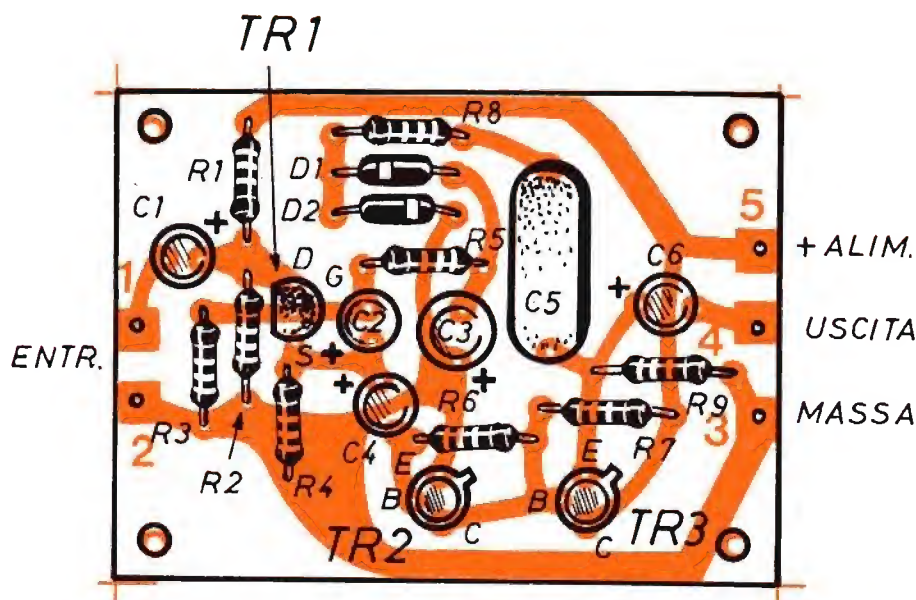 TR1
R8
R1
D1
C1
+
D2
5
D
G
R5
C6
+ ALIM.
1
+
C2
C3
C5
4
USCITA
ENTR.
S
+
+
+
R9
3
MASSA
R3
R6
2
R2
R4
C4
E
R7
E
B
B
TR2
C
TR3
C